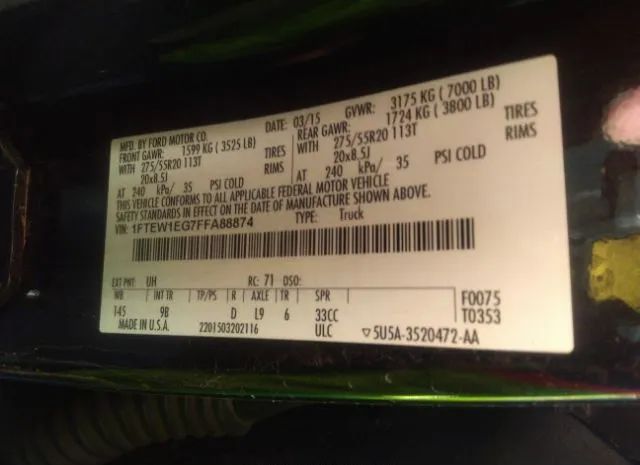 MFD. BY FORD MOTOR CO. DATE: 03/15 GVWR: 3175 KG ( 7000 LB)
FRONT GAWR: 1599 KG ( 3525 LB) REAR GAWR: 1724 KG ( 3800 LB)
WITH 275/55R20 113T TIRES WITH 275/55R20 113T TIRES
20x8.5J RIMS 20x8.5J RIMS
AT 240 kPa/ 35 PSI COLD AT 240 kPa/ 35 PSI COLD
THIS VEHICLE CONFORMS TO ALL APPLICABLE FEDERAL MOTOR VEHICLE
SAFETY STANDARDS IN EFFECT ON THE DATE OF MANUFACTURE SHOWN ABOVE.
VIN: 1FTEW1EG7FFA88874 TYPE: Truck
EXT PNT: UH RC: 71 DSO:
WB INT TR TP/PS R AXLE TR SPR F0075
145 9B D L9 6 33CC T0353
MADE IN U.S.A. 2201503202116 ULC ▽5U5A-3520472-AA